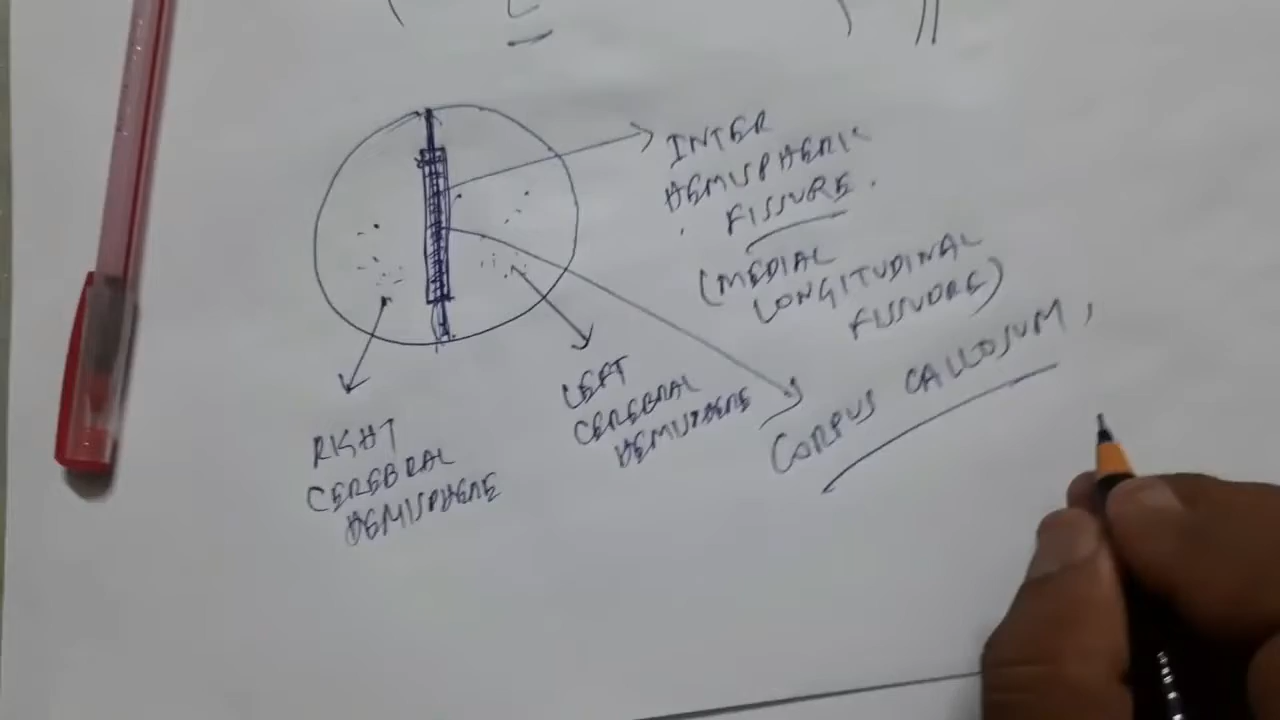 INTER
HEMISPHERIC
FISSURE.
(MEDIAL
LONGITUDINAL
FISSURE)
CORPUS CALLOSUM,
LEFT
CEREBRAL
HEMISPHERE
RIGHT
CEREBRAL
HEMISPHERE